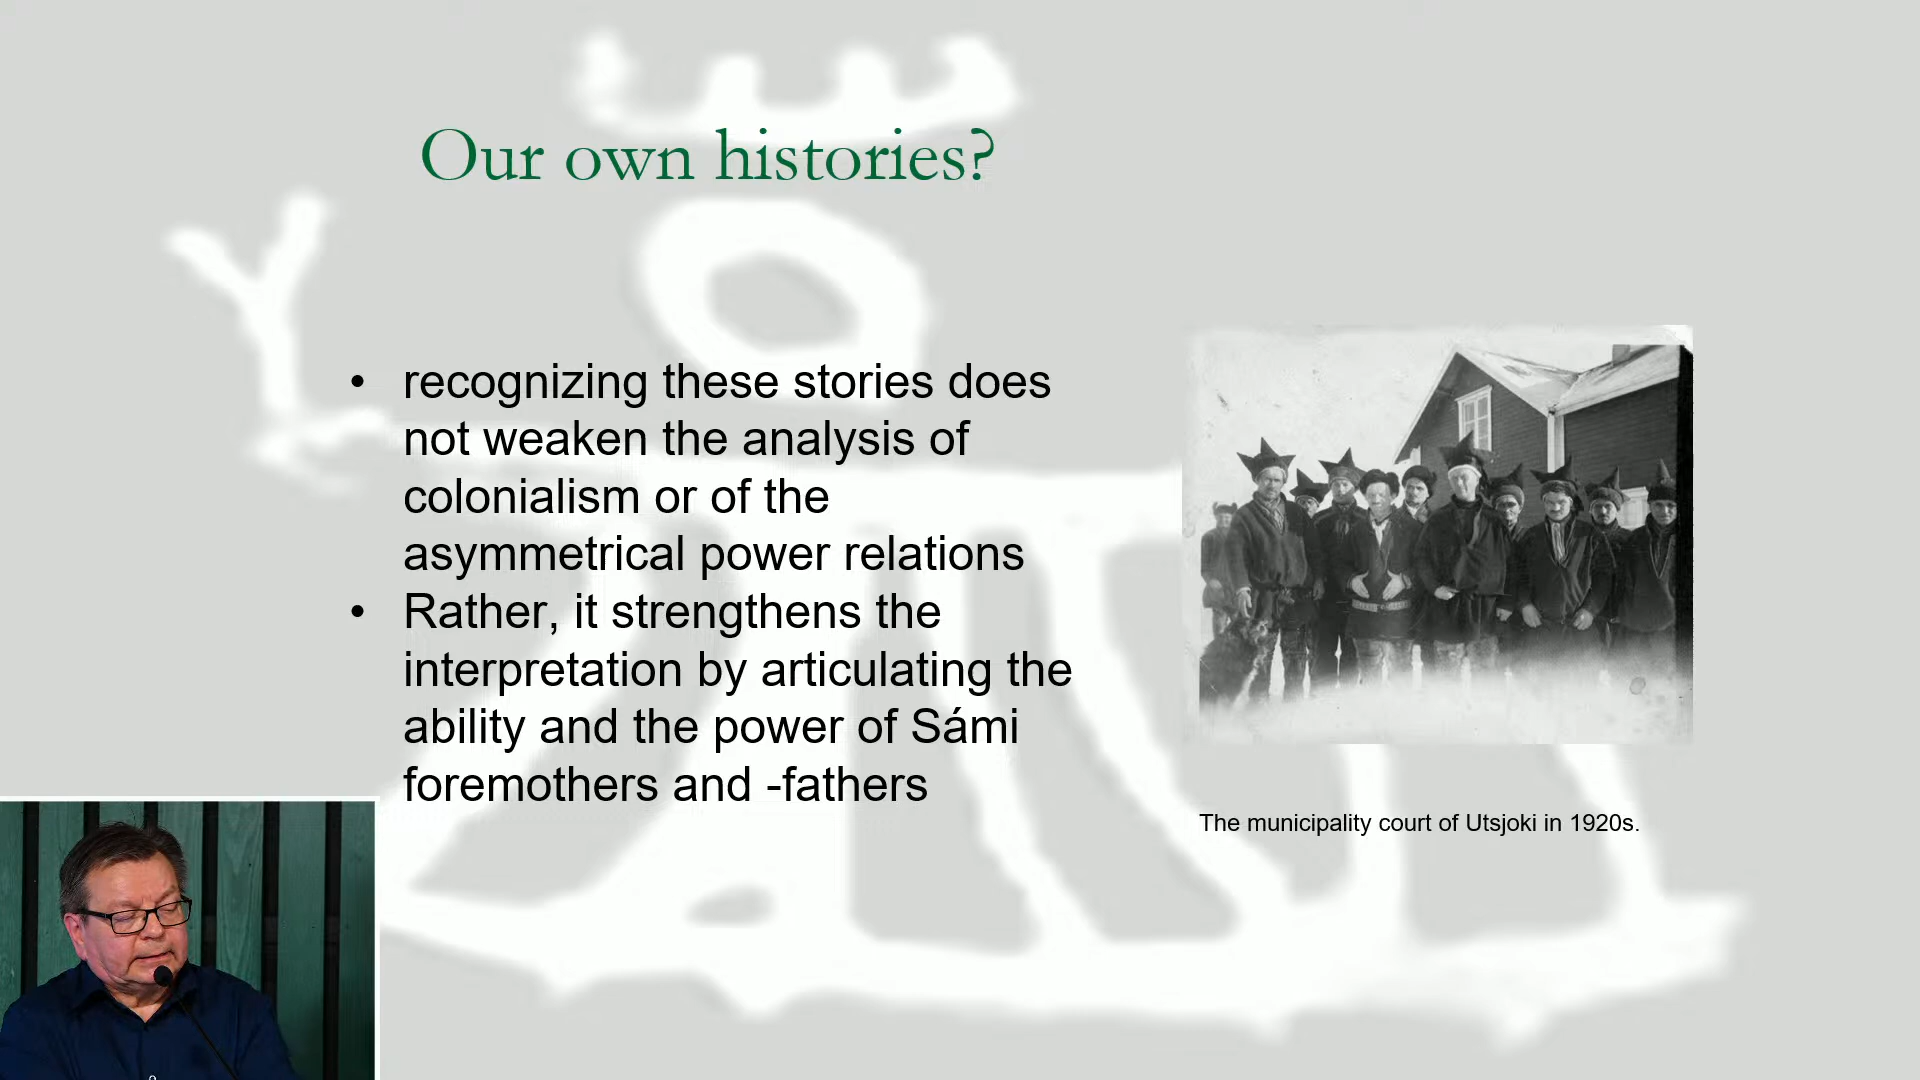 Our own histories?
• recognizing these stories does
not weaken the analysis of
colonialism or of the
asymmetrical power relations
• Rather, it strengthens the
interpretation by articulating the
ability and the power of Sámi
foremothers and -fathers
The municipality court of Utsjoki in 1920s.